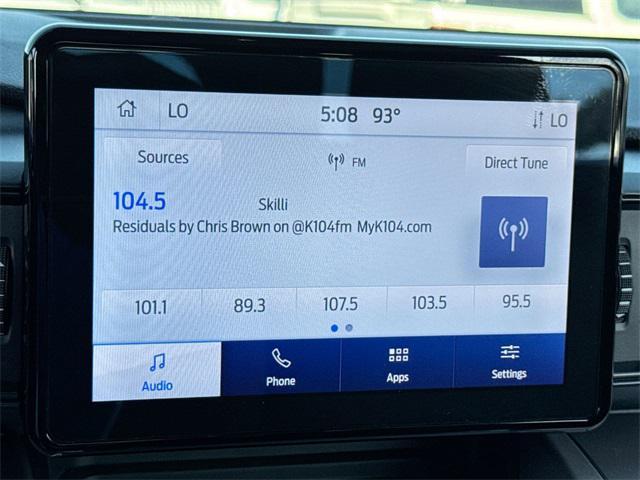 LO 5:08 93° LO
Sources FM Direct Tune
104.5 Skilli
Residuals by Chris Brown on @K104fm MyK104.com
101.1 89.3 107.5 103.5 95.5
Audio Phone Apps Settings